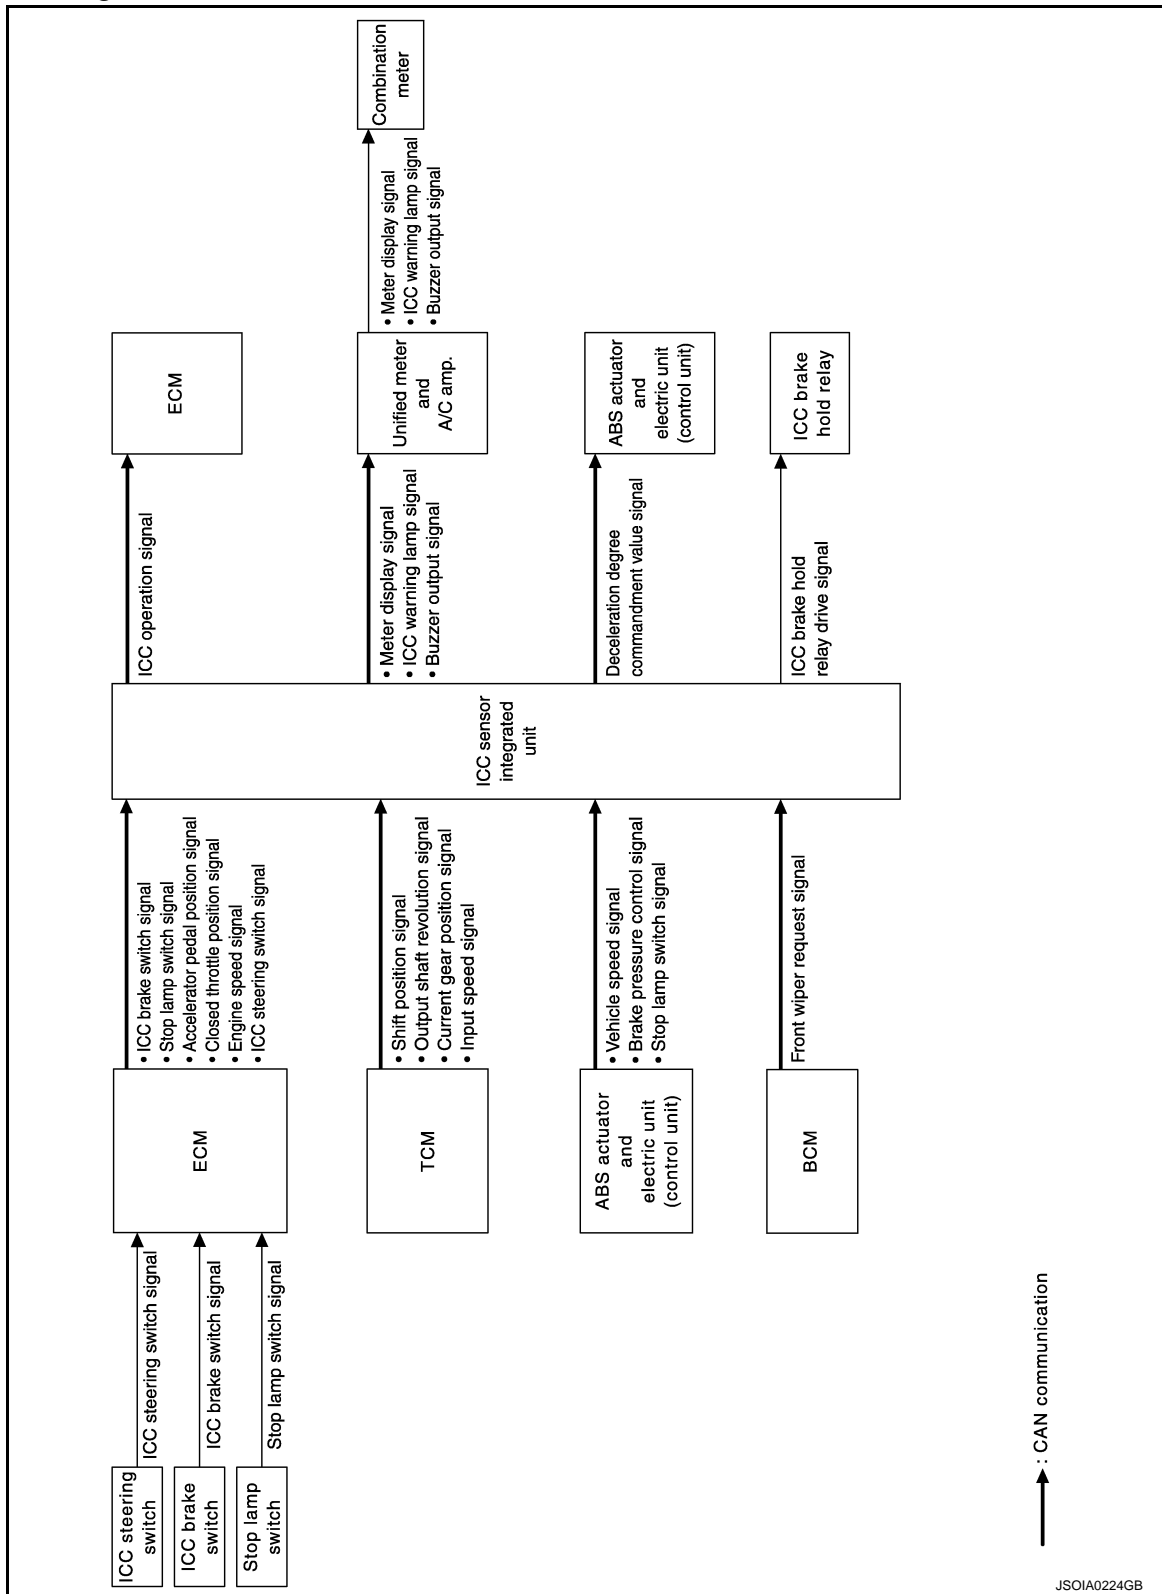 ICC steering
switch
ICC brake
switch
Stop lamp
switch
ICC steering switch signal
ICC brake switch signal
Stop lamp switch signal
ECM
TCM
ABS actuator
and
electric unit
(control unit)
BCM
• ICC brake switch signal
• Stop lamp switch signal
• Accelerator pedal position signal
• Closed throttle position signal
• Engine speed signal
• ICC steering switch signal
• Shift position signal
• Output shaft revolution signal
• Current gear position signal
• Input speed signal
• Vehicle speed signal
• Brake pressure control signal
• Stop lamp switch signal
Front wiper request signal
ICC sensor
integrated
unit
ICC operation signal
• Meter display signal
• ICC warning lamp signal
• Buzzer output signal
Deceleration degree
commandment value signal
ICC brake hold
relay drive signal
ECM
Unified meter
and
A/C amp.
ABS actuator
and
electric unit
(control unit)
ICC brake
hold relay
• Meter display signal
• ICC warning lamp signal
• Buzzer output signal
Combination
meter
: CAN communication
JSOIA0224GB